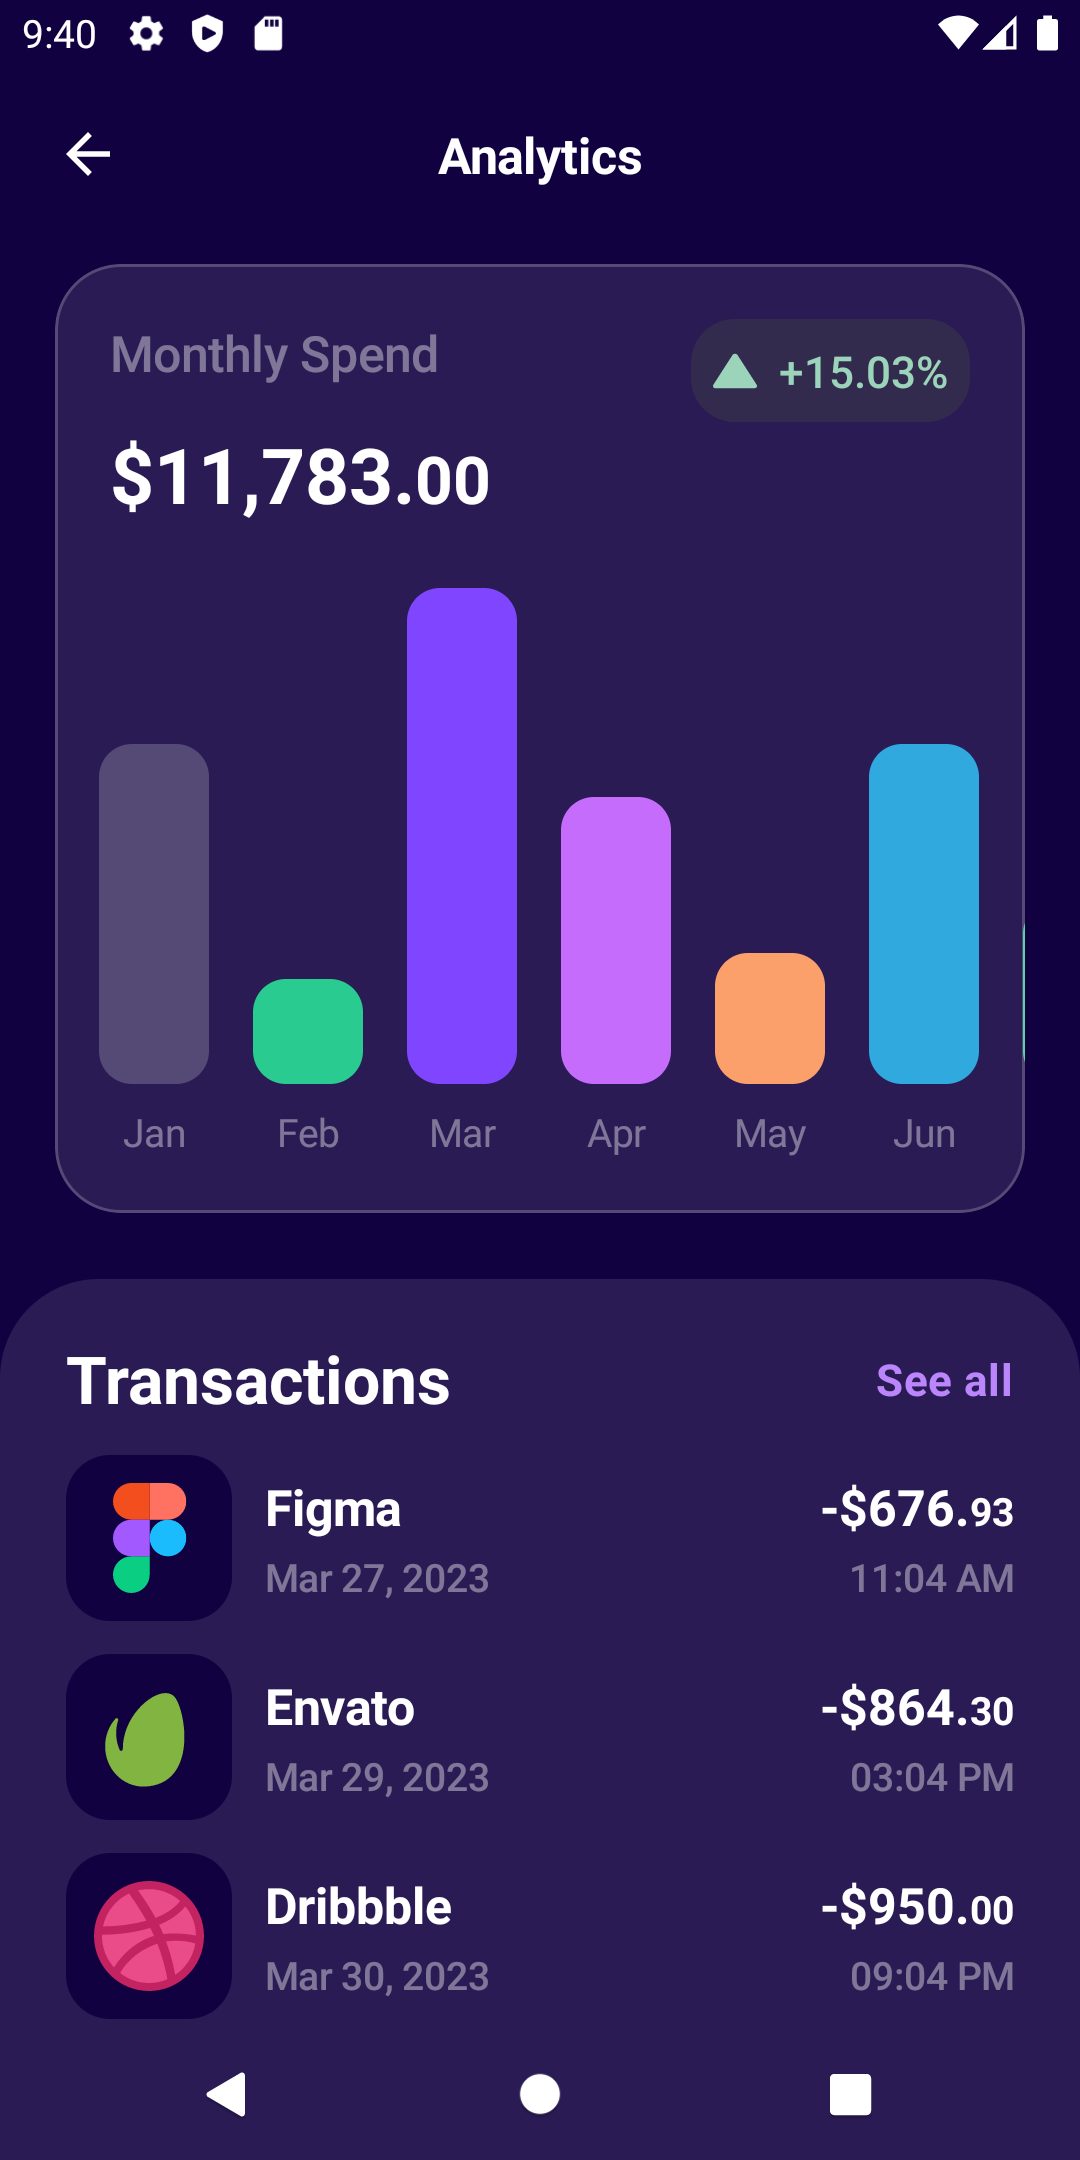 9:40
Analytics
Monthly Spend
+15.03%
$11,783.00
Jan Feb Mar Apr May Jun
Transactions
See all
Figma
-$676.93
Mar 27, 2023
11:04 AM
Envato
-$864.30
Mar 29, 2023
03:04 PM
Dribbble
-$950.00
Mar 30, 2023
09:04 PM